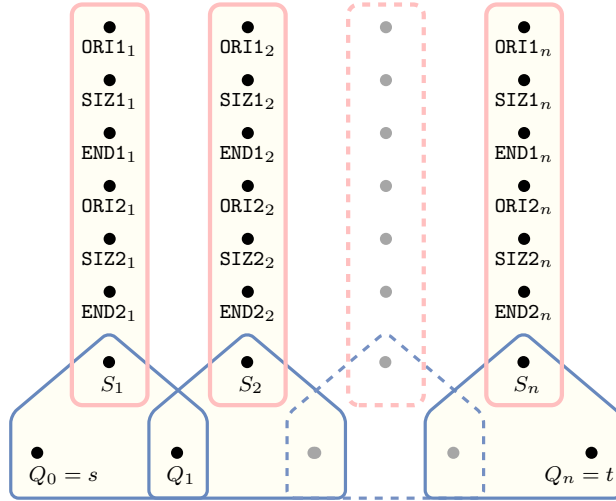 ORI1₁ ORI1₂ ORI1ₙ
SIZ1₁ SIZ1₂ SIZ1ₙ
END1₁ END1₂ END1ₙ
ORI2₁ ORI2₂ ORI2ₙ
SIZ2₁ SIZ2₂ SIZ2ₙ
END2₁ END2₂ END2ₙ
S₁ S₂ Sₙ
Q₀ = s Q₁ Qₙ = t